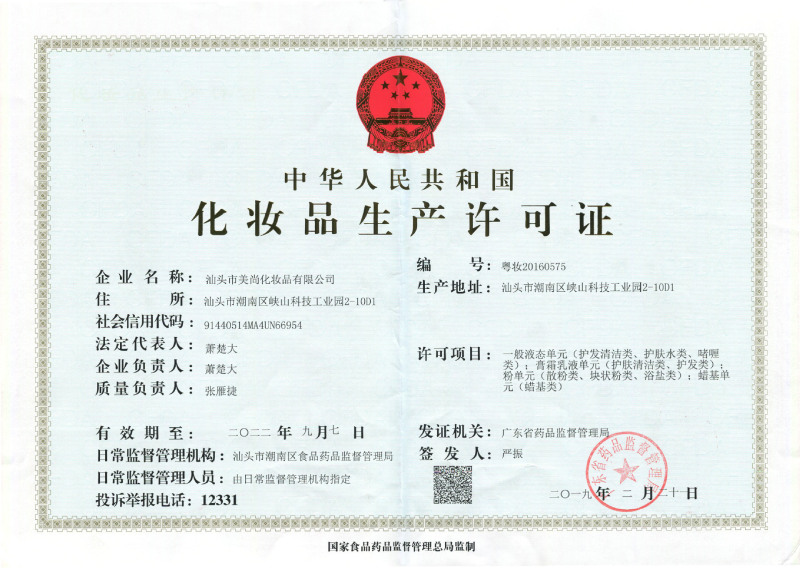 中华人民共和国
化妆品生产许可证
企业名称：汕头市美尚化妆品有限公司
编号：粤妆20160575
住所：汕头市潮南区峡山科技工业园2-10D1
生产地址：汕头市潮南区峡山科技工业园2-10D1
社会信用代码：91440514MA4UN66954
法定代表人：萧楚大
企业负责人：萧楚大
质量负责人：张雁捷
许可项目：一般液态单元（护发清洁类、护肤水类、啫喱
类）；膏霜乳液单元（护肤清洁类、护发类）；
粉单元（散粉类、块状粉类、浴盐类）；蜡基单
元（蜡基类）
有效期至：二〇二二年九月七日
发证机关：广东省药品监督管理局
日常监督管理机构：汕头市潮南区食品药品监督管理局
签发人：严振
日常监督管理人员：由日常监督管理机构指定
投诉举报电话：12331
广东省药品监督管理局
二〇一九年二月二十日
国家食品药品监督管理总局监制